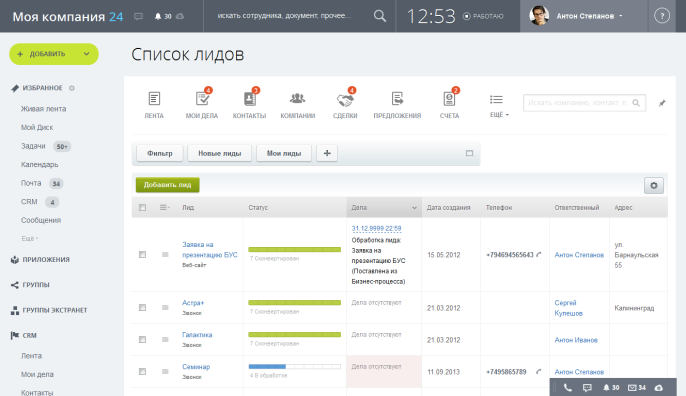 Моя компания 24
30
искать сотрудника, документ, прочее...
12:53
РАБОТАЮ
Антон Степанов
?
+ ДОБАВИТЬ
Список лидов
ИЗБРАННОЕ
Живая лента
Мой Диск
Задачи 50+
Календарь
Почта 34
CRM 4
Сообщения
Ещё
ПРИЛОЖЕНИЯ
ГРУППЫ
ГРУППЫ ЭКСТРАНЕТ
CRM
Лента
Мои дела
Контакты
ЛЕНТА
4
МОИ ДЕЛА
3
КОНТАКТЫ
КОМПАНИИ
4
СДЕЛКИ
ПРЕДЛОЖЕНИЯ
2
СЧЕТА
ЕЩЁ
Искать компанию, контакт, п
Фильтр
Новые лиды
Мои лиды
+
Добавить лид
Лид
Статус
Дела
Дата создания
Телефон
Ответственный
Адрес
Заявка на
презентацию БУС
Веб-сайт
7 Сконвертирован
31.12.9999 22:59
Обработка лида:
Заявка на
презентацию БУС
(Поставлена из
Бизнес-процесса)
15.05.2012
+794694565643
Антон Степанов
ул.
Барнаульская
55
Астра+
Звонок
7 Сконвертирован
Дела отсутствуют
21.03.2012
Сергей
Кулешов
Калининград
Галактика
Звонок
7 Сконвертирован
Дела отсутствуют
21.03.2012
Антон Иванов
Семинар
Звонок
4 В обработке
Дела отсутствуют
11.09.2013
+7495865789
Антон Степанов
30
34